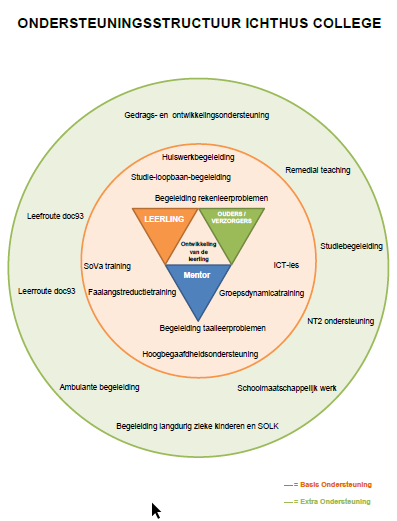 ONDERSTEUNINGSSTRUCTUUR ICHTHUS COLLEGE
Gedrags- en ontwikkelingsondersteuning
Huiswerkbegeleiding
Remedial teaching
Studie-loopbaan-begeleiding
Begeleiding rekenleerproblemen
Leefroute doc93
LEERLING
OUDERS /
VERZORGERS
Ontwikkeling
van de
leerling
Studiebegeleiding
SoVa training
Mentor
ICT-les
Leerroute doc93
Faalangstreductietraining
Groepsdynamicatraining
NT2 ondersteuning
Begeleiding taalleerproblemen
Hoogbegaafdheidsondersteuning
Ambulante begeleiding
Schoolmaatschappelijk werk
Begeleiding langdurig zieke kinderen en SOLK
= Basis Ondersteuning
= Extra Ondersteuning